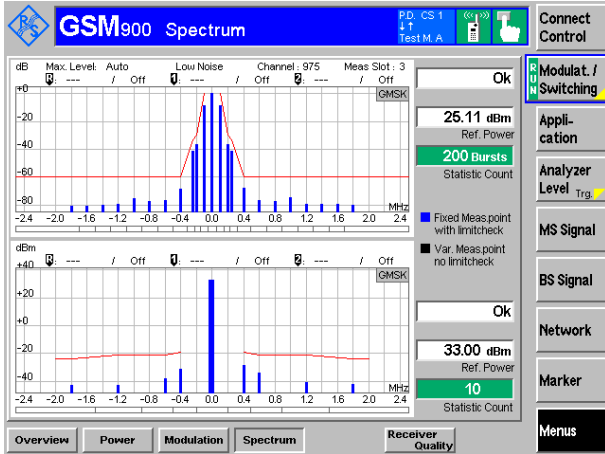 R S
GSM900 Spectrum
P.D. CS 1
Test M. A
Connect
Control
dB Max. Level: Auto Low Noise Channel : 975 Meas Slot : 3
--- / Off --- / Off --- / Off
+0
-20
-40
-60
-80
GMSK
MHz
-2.4 -2.0 -1.6 -1.2 -0.8 -0.4 0.0 0.4 0.8 1.2 1.6 2.0 2.4
Ok
25.11 dBm
Ref. Power
200 Bursts
Statistic Count
Fixed Meas.point
with limitcheck
Var. Meas.point
no limitcheck
dBm
--- / Off --- / Off --- / Off
+40
+20
+0
-20
-40
GMSK
MHz
-2.4 -2.0 -1.6 -1.2 -0.8 -0.4 0.0 0.4 0.8 1.2 1.6 2.0 2.4
Ok
33.00 dBm
Ref. Power
10
Statistic Count
RUN
Modulat. /
Switching
Appli-
cation
Analyzer
Level Trg.
MS Signal
BS Signal
Network
Marker
Menus
Overview Power Modulation Spectrum Receiver
Quality